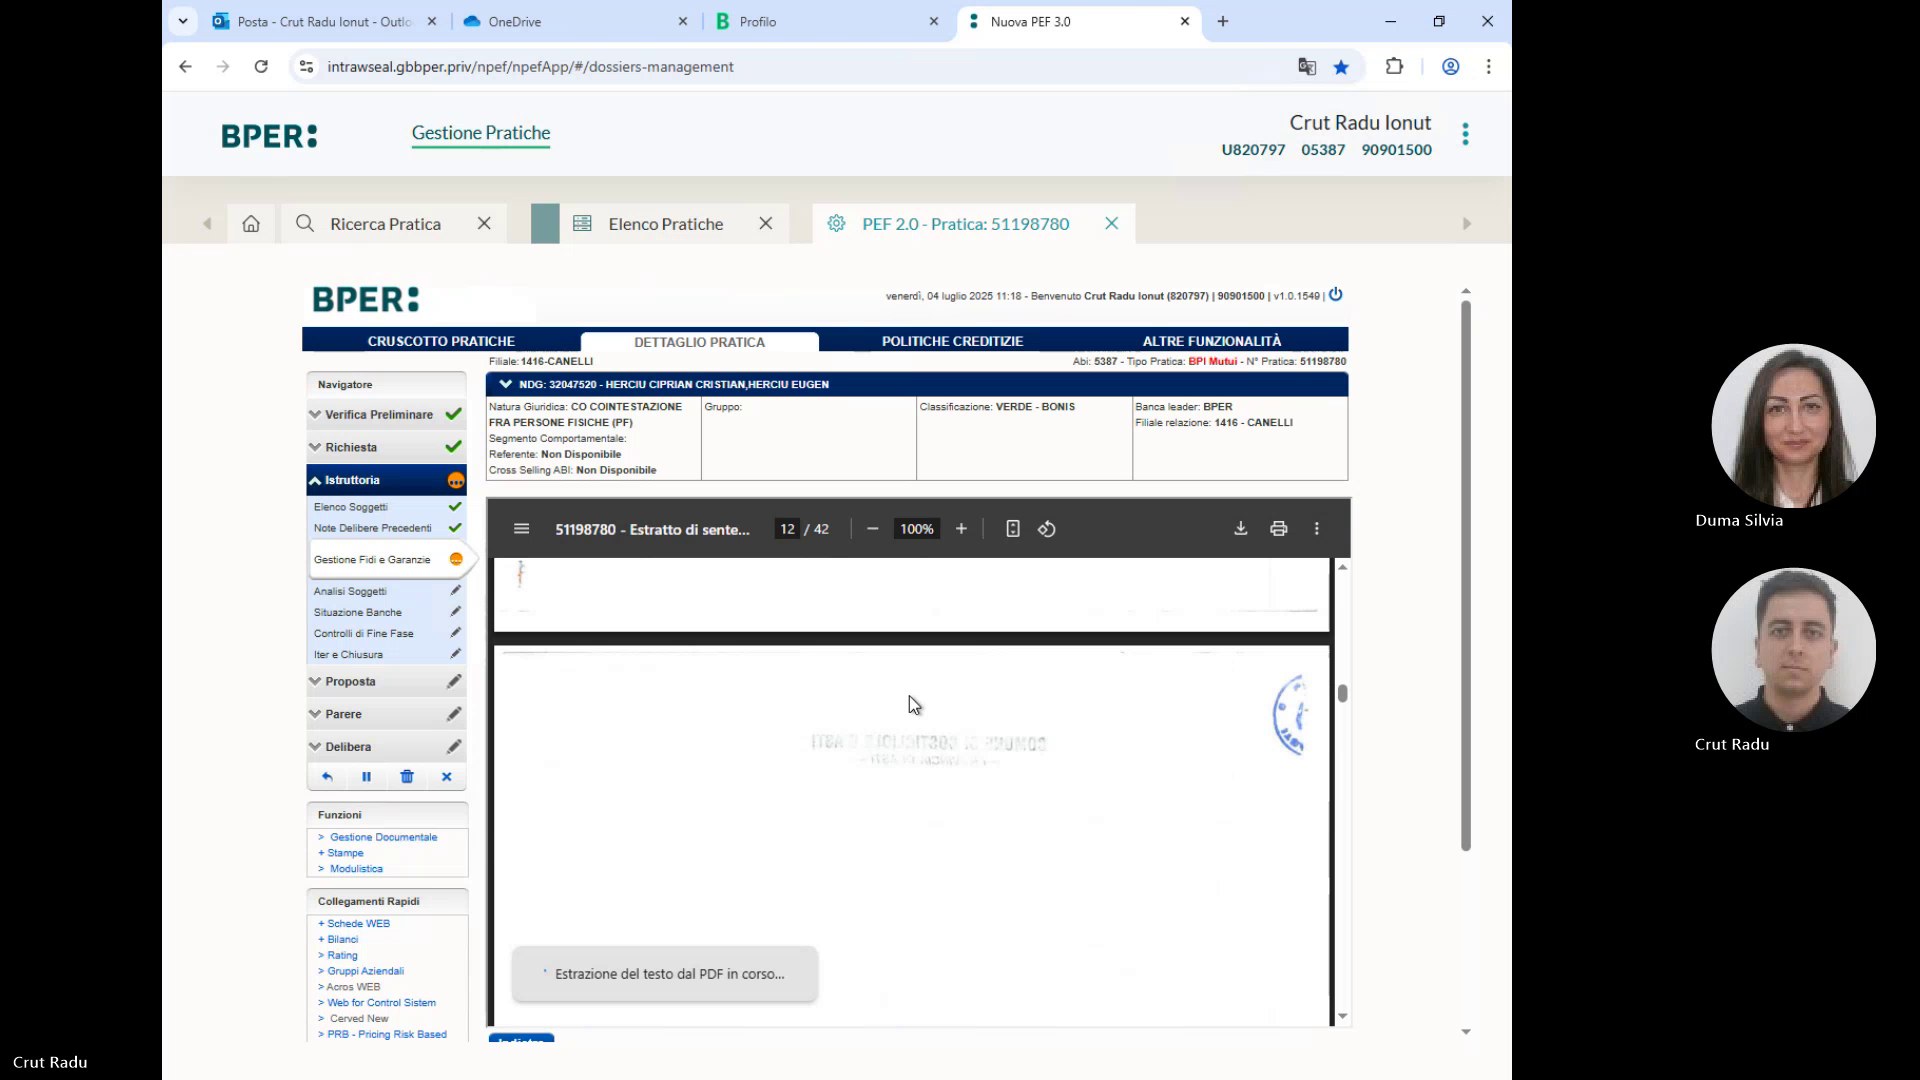 Posta - Crut Radu Ionut - Outlo
OneDrive
Profilo
Nuova PEF 3.0
intrawseal.gbbper.priv/npef/npefApp/#/dossiers-management
BPER:
Gestione Pratiche
Crut Radu Ionut
U820797 05387 90901500
Ricerca Pratica
Elenco Pratiche
PEF 2.0 - Pratica: 51198780
BPER:
venerdì, 04 luglio 2025 11:18 - Benvenuto Crut Radu Ionut (820797) | 90901500 | v1.0.1549 |
CRUSCOTTO PRATICHE
DETTAGLIO PRATICA
POLITICHE CREDITIZIE
ALTRE FUNZIONALITÀ
Filiale: 1416-CANELLI
Abi: 5387 - Tipo Pratica: BPI Mutui - N° Pratica: 51198780
Navigatore
Verifica Preliminare
Richiesta
Istruttoria
Elenco Soggetti
Note Delibere Precedenti
Gestione Fidi e Garanzie
Analisi Soggetti
Situazione Banche
Controlli di Fine Fase
Iter e Chiusura
Proposta
Parere
Delibera
NDG: 32047520 - HERCIU CIPRIAN CRISTIAN,HERCIU EUGEN
Natura Giuridica: CO COINTESTAZIONE
FRA PERSONE FISICHE (PF)
Segmento Comportamentale:
Referente: Non Disponibile
Cross Selling ABI: Non Disponibile
Gruppo:
Classificazione: VERDE - BONIS
Banca leader: BPER
Filiale relazione: 1416 - CANELLI
51198780 - Estratto di sente...
12 / 42
100%
Estrazione del testo dal PDF in corso...
Funzioni
> Gestione Documentale
+ Stampe
> Modulistica
Collegamenti Rapidi
+ Schede WEB
+ Bilanci
> Rating
> Gruppi Aziendali
> Acros WEB
> Web for Control Sistem
> Cerved New
> PRB - Pricing Risk Based
Indietro
Duma Silvia
Crut Radu
Crut Radu